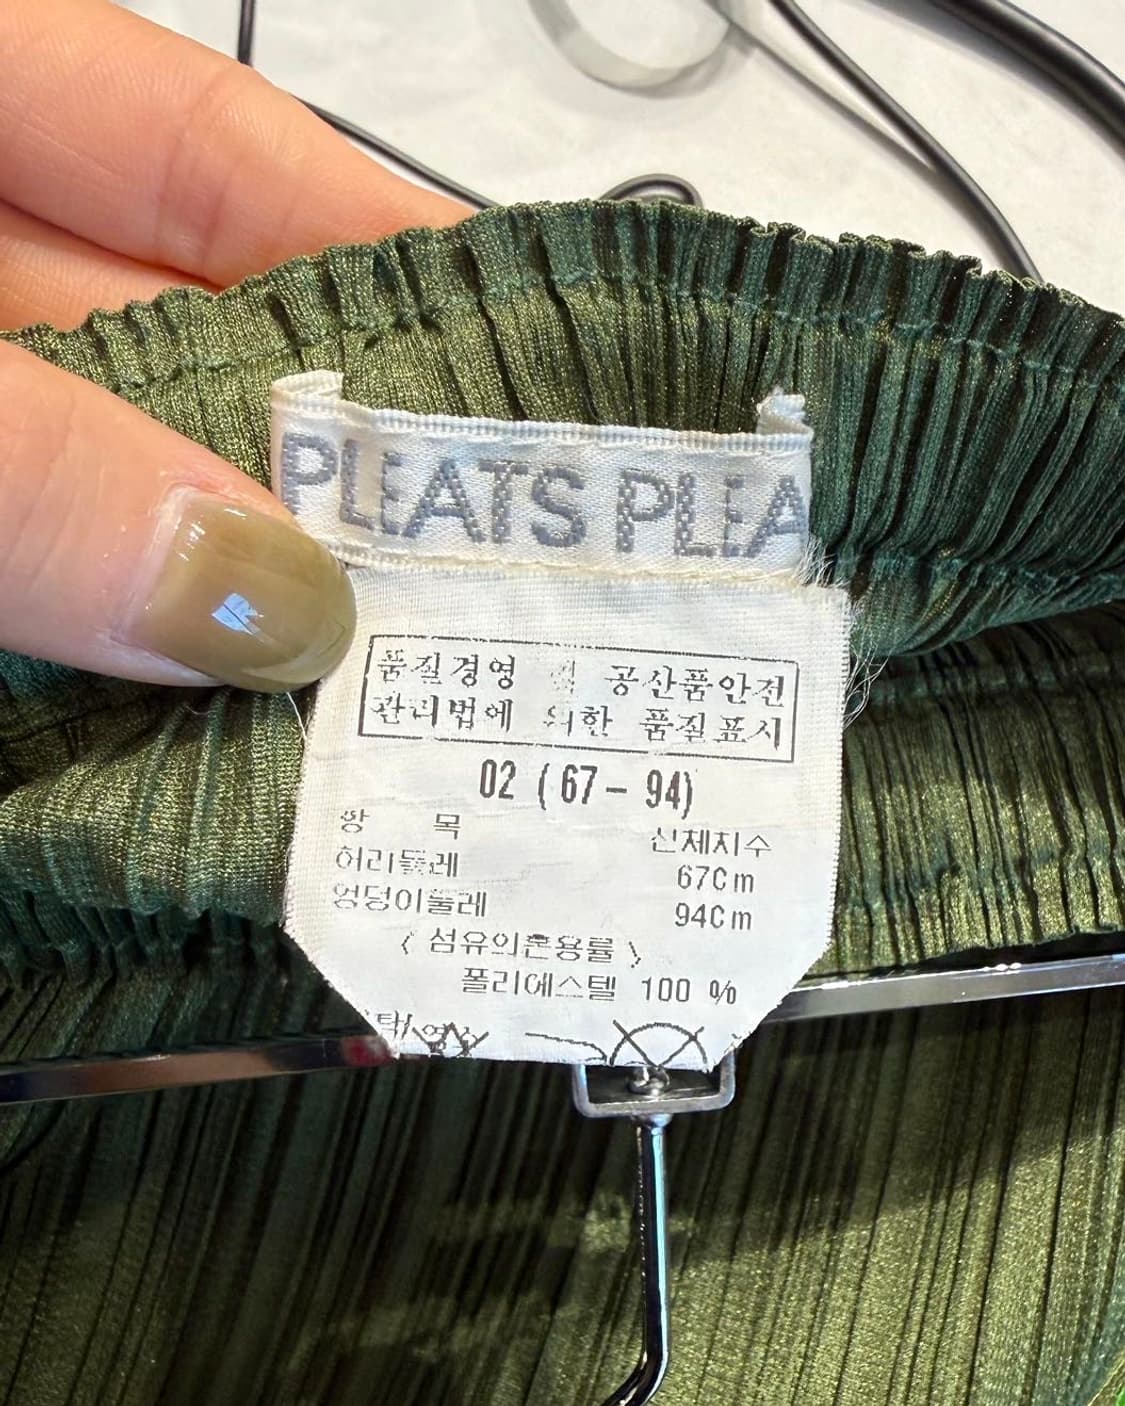 PLEATS PLEA
품질경영 및 공산품안전
관리법에 의한 품질표시
02 (67-94)
항 목 신체치수
허리둘레 67Cm
엉덩이둘레 94Cm
〈 섬유의혼용률 〉
폴리에스텔 100 %